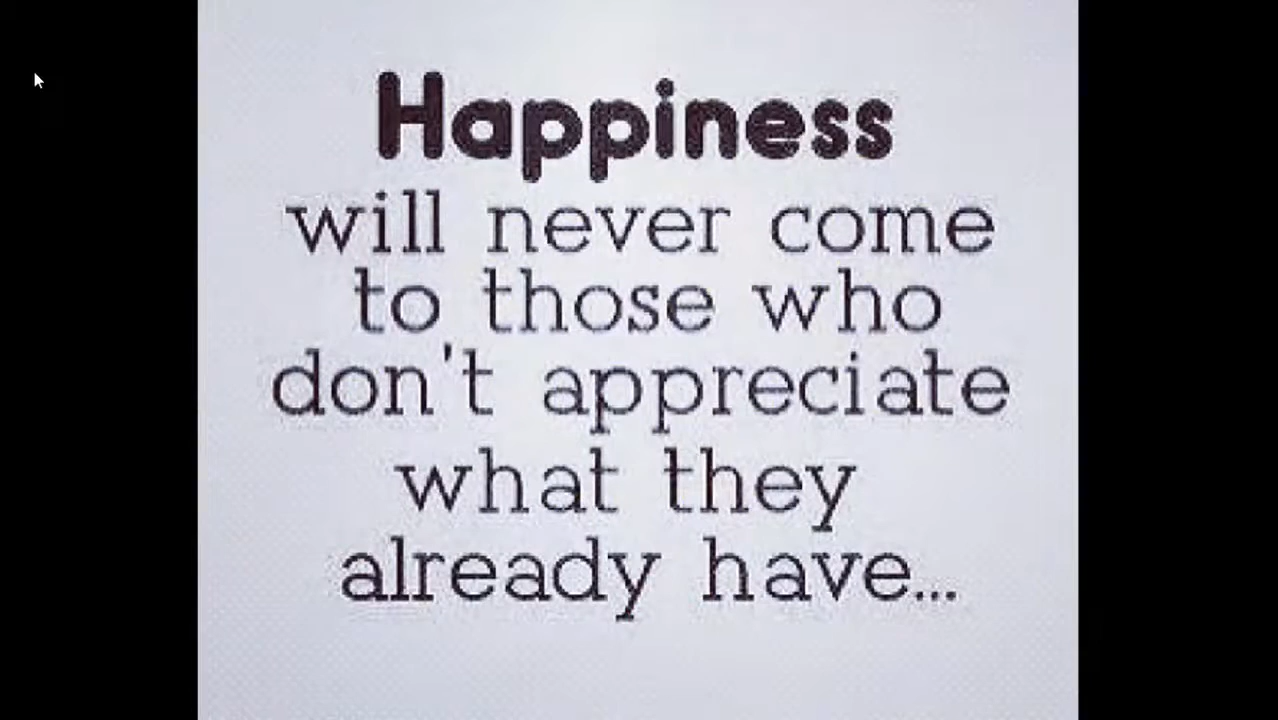 Happiness
will never come
to those who
don't appreciate
what they
already have...